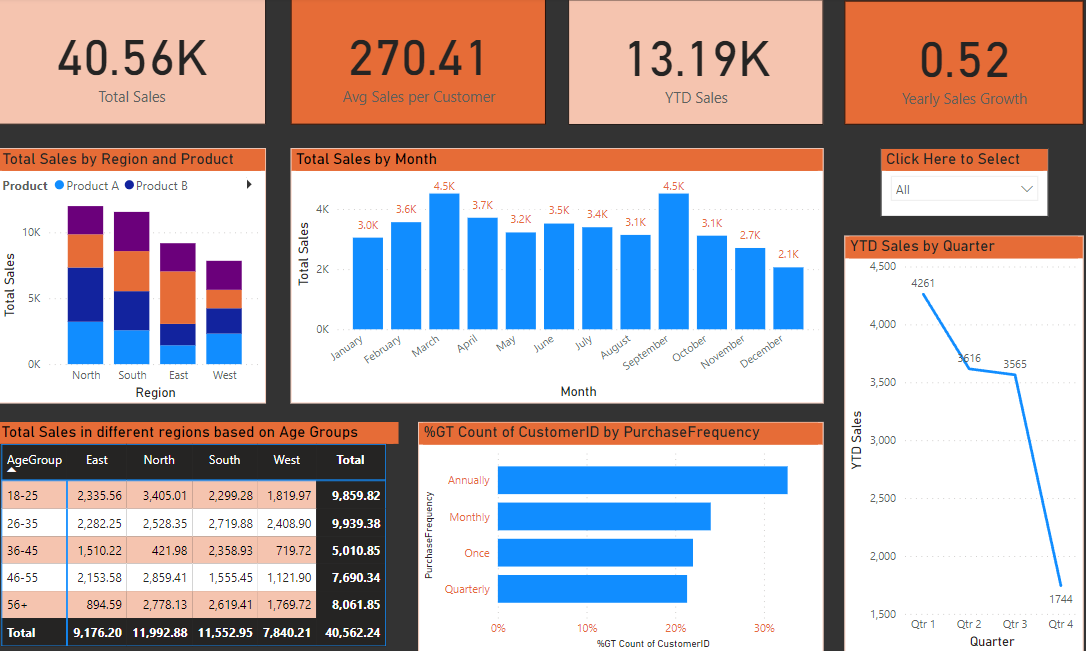 40.56K
Total Sales
270.41
Avg Sales per Customer
13.19K
YTD Sales
0.52
Yearly Sales Growth
Total Sales by Region and Product
Product Product A Product B
10K
5K
0K
Total Sales
North South East West
Region
Total Sales by Month
4K
2K
0K
Total Sales
3.0K 3.6K 4.5K 3.7K 3.2K 3.5K 3.4K 3.1K 4.5K 3.1K 2.7K 2.1K
January February March April May June July August September October November December
Month
Click Here to Select
All
YTD Sales by Quarter
4,500
4,000
3,500
3,000
2,500
2,000
1,500
YTD Sales
4261
3616
3565
1744
Qtr 1 Qtr 2 Qtr 3 Qtr 4
Quarter
Total Sales in different regions based on Age Groups
AgeGroup East North South West Total
18-25 2,335.56 3,405.01 2,299.28 1,819.97 9,859.82
26-35 2,282.25 2,528.35 2,719.88 2,408.90 9,939.38
36-45 1,510.22 421.98 2,358.93 719.72 5,010.85
46-55 2,153.58 2,859.41 1,555.45 1,121.90 7,690.34
56+ 894.59 2,778.13 2,619.41 1,769.72 8,061.85
Total 9,176.20 11,992.88 11,552.95 7,840.21 40,562.24
%GT Count of CustomerID by PurchaseFrequency
PurchaseFrequency
Annually
Monthly
Once
Quarterly
0% 10% 20% 30%
%GT Count of CustomerID